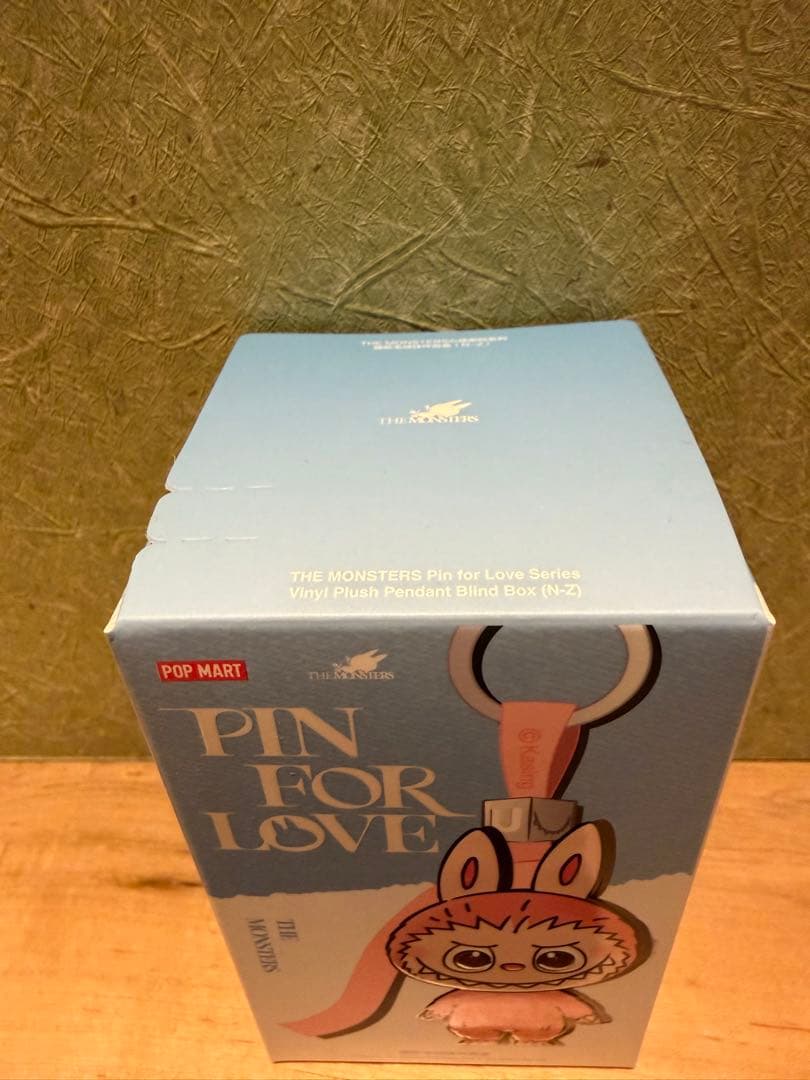 THE MONSTERS
THE MONSTERS Pin for Love Series
Vinyl Plush Pendant Blind Box (N-Z)
POP MART
THE MONSTERS
PIN
FOR
LOVE
© Kasing
U
THE
MONSTERS